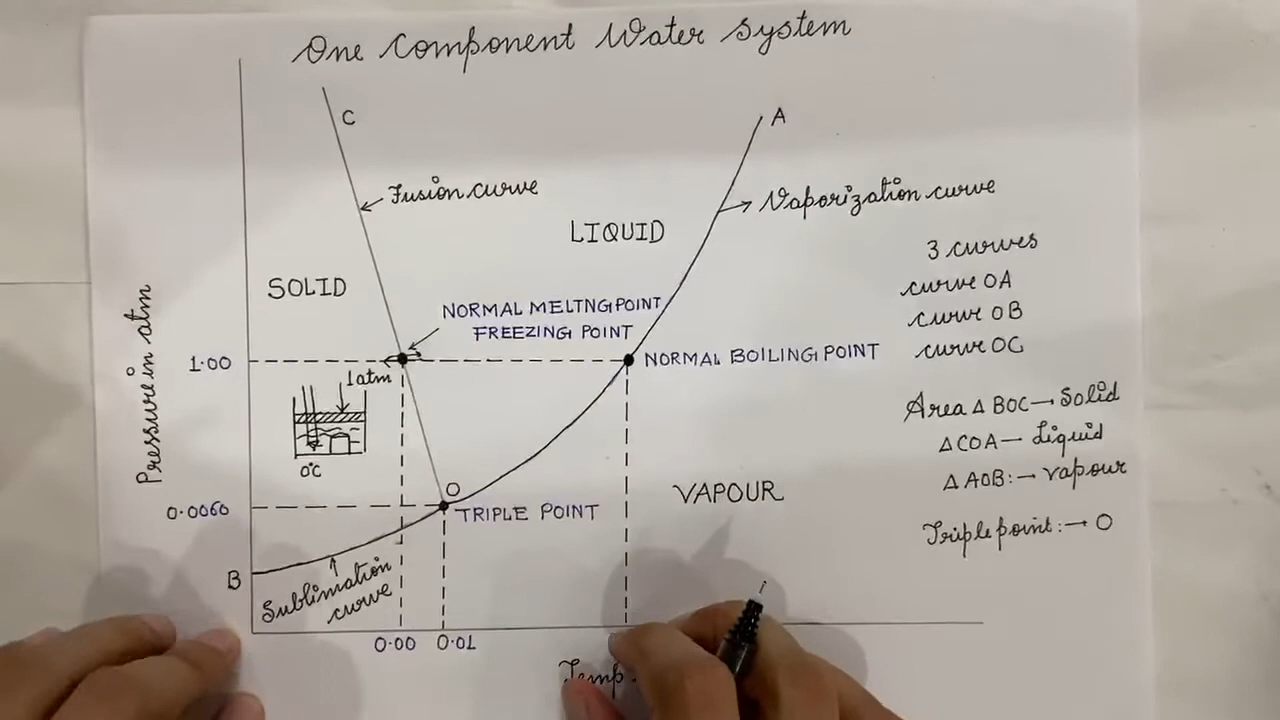 One Component Water System
C
A
Fusion curve
Vaporization curve
LIQUID
3 curves
SOLID
curve OA
curve OB
NORMAL MELTNG POINT
FREEZING POINT
curve OC
1.00
NORMAL BOILING POINT
1atm
Area Δ BOC → Solid
Δ COA — Liquid
0°C
Δ AOB: → vapour
Pressure in atm
O
VAPOUR
0.0060
TRIPLE POINT
Triple point: → O
B
Sublimation
curve
0.00
0.01
Temp.